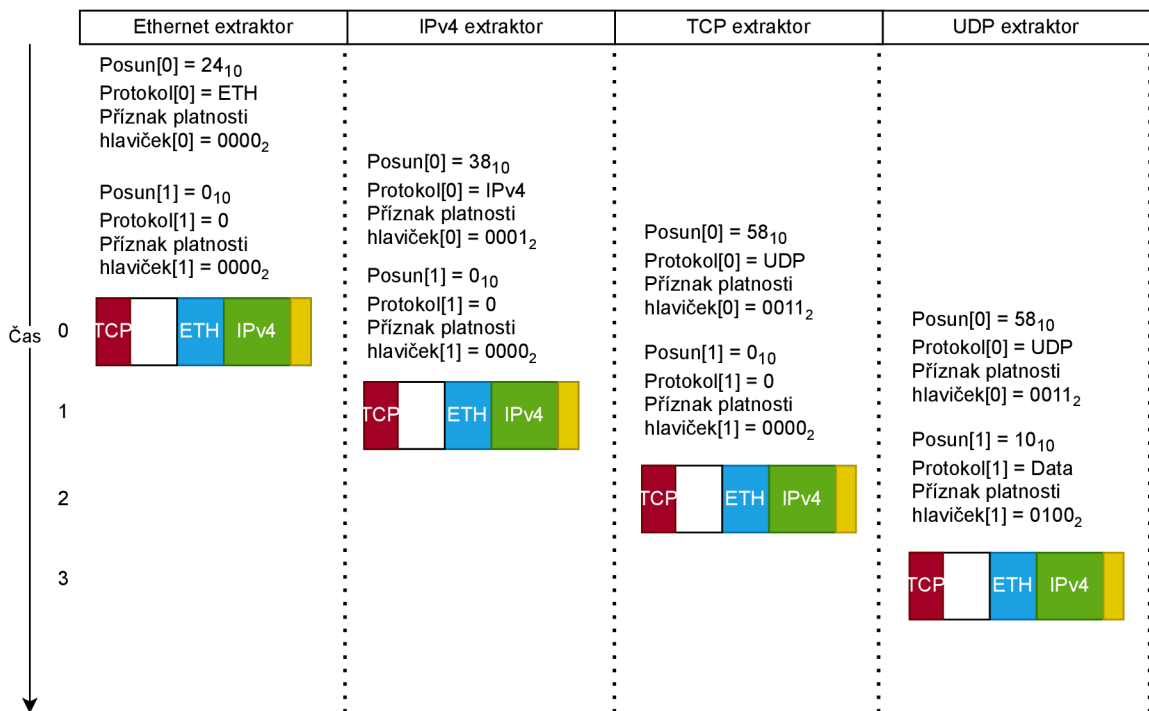 Ethernet extraktor
IPv4 extraktor
TCP extraktor
UDP extraktor
Posun[0] = 24₁₀
Protokol[0] = ETH
Příznak platnosti
hlaviček[0] = 0000₂
Posun[1] = 0₁₀
Protokol[1] = 0
Příznak platnosti
hlaviček[1] = 0000₂
TCP
ETH
IPv4
Posun[0] = 38₁₀
Protokol[0] = IPv4
Příznak platnosti
hlaviček[0] = 0001₂
Posun[1] = 0₁₀
Protokol[1] = 0
Příznak platnosti
hlaviček[1] = 0000₂
TCP
ETH
IPv4
Posun[0] = 58₁₀
Protokol[0] = UDP
Příznak platnosti
hlaviček[0] = 0011₂
Posun[1] = 0₁₀
Protokol[1] = 0
Příznak platnosti
hlaviček[1] = 0000₂
TCP
ETH
IPv4
Posun[0] = 58₁₀
Protokol[0] = UDP
Příznak platnosti
hlaviček[0] = 0011₂
Posun[1] = 10₁₀
Protokol[1] = Data
Příznak platnosti
hlaviček[1] = 0100₂
TCP
ETH
IPv4
Čas
0
1
2
3